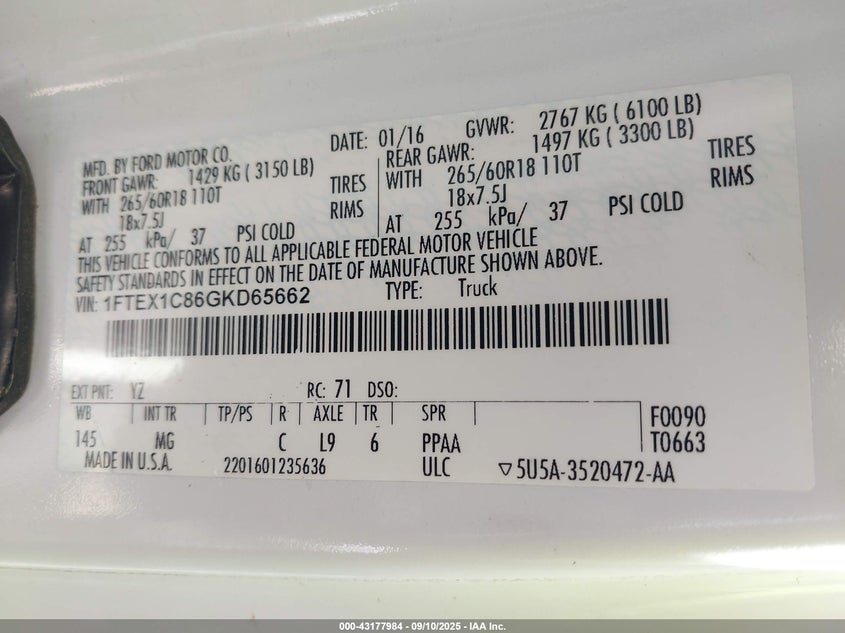 MFD. BY FORD MOTOR CO. DATE: 01/16 GVWR: 2767 KG ( 6100 LB)
FRONT GAWR: 1429 KG ( 3150 LB) REAR GAWR: 1497 KG ( 3300 LB)
WITH 265/60R18 110T TIRES WITH 265/60R18 110T TIRES
18x7.5J RIMS 18x7.5J RIMS
AT 255 kPa/ 37 PSI COLD AT 255 kPa/ 37 PSI COLD
THIS VEHICLE CONFORMS TO ALL APPLICABLE FEDERAL MOTOR VEHICLE
SAFETY STANDARDS IN EFFECT ON THE DATE OF MANUFACTURE SHOWN ABOVE.
VIN: 1FTEX1C86GKD65662 TYPE: Truck
EXT PNT: YZ RC: 71 DSO:
WB INT TR TP/PS R AXLE TR SPR F0090
145 MG C L9 6 PPAA T0663
MADE IN U.S.A. 2201601235636 ULC ▽5U5A-3520472-AA
000-43177984 - 09/10/2025 - IAA Inc.